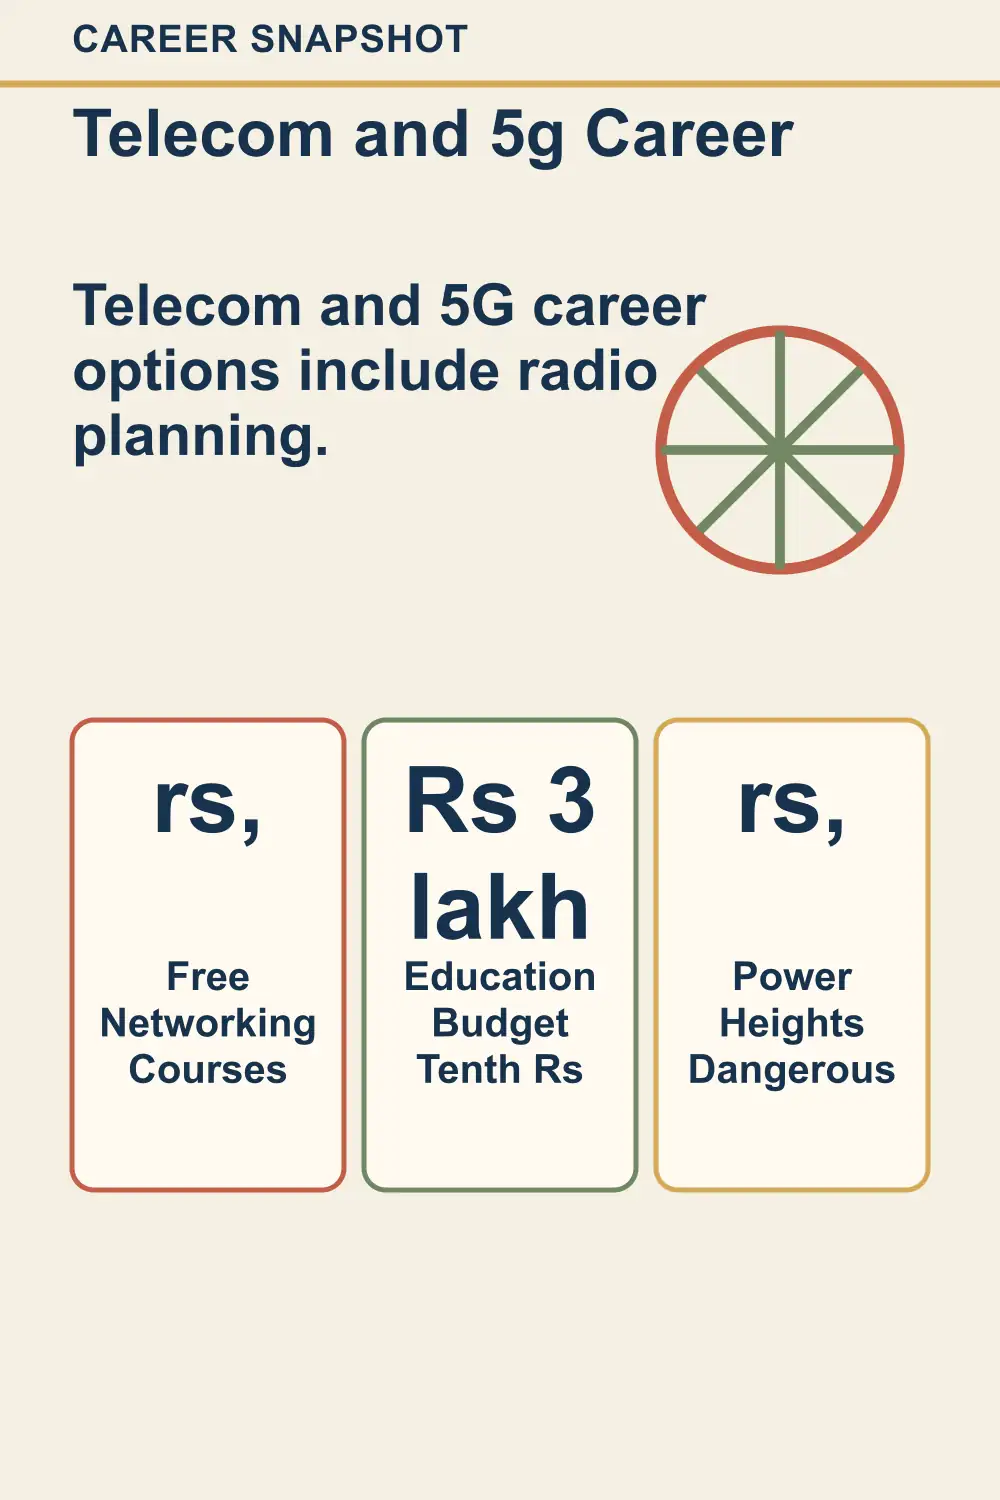 CAREER SNAPSHOT
Telecom and 5g Career
Telecom and 5G career
options include radio
planning.
rs,
Free
Networking
Courses
Rs 3
lakh
Education
Budget
Tenth Rs
rs,
Power
Heights
Dangerous